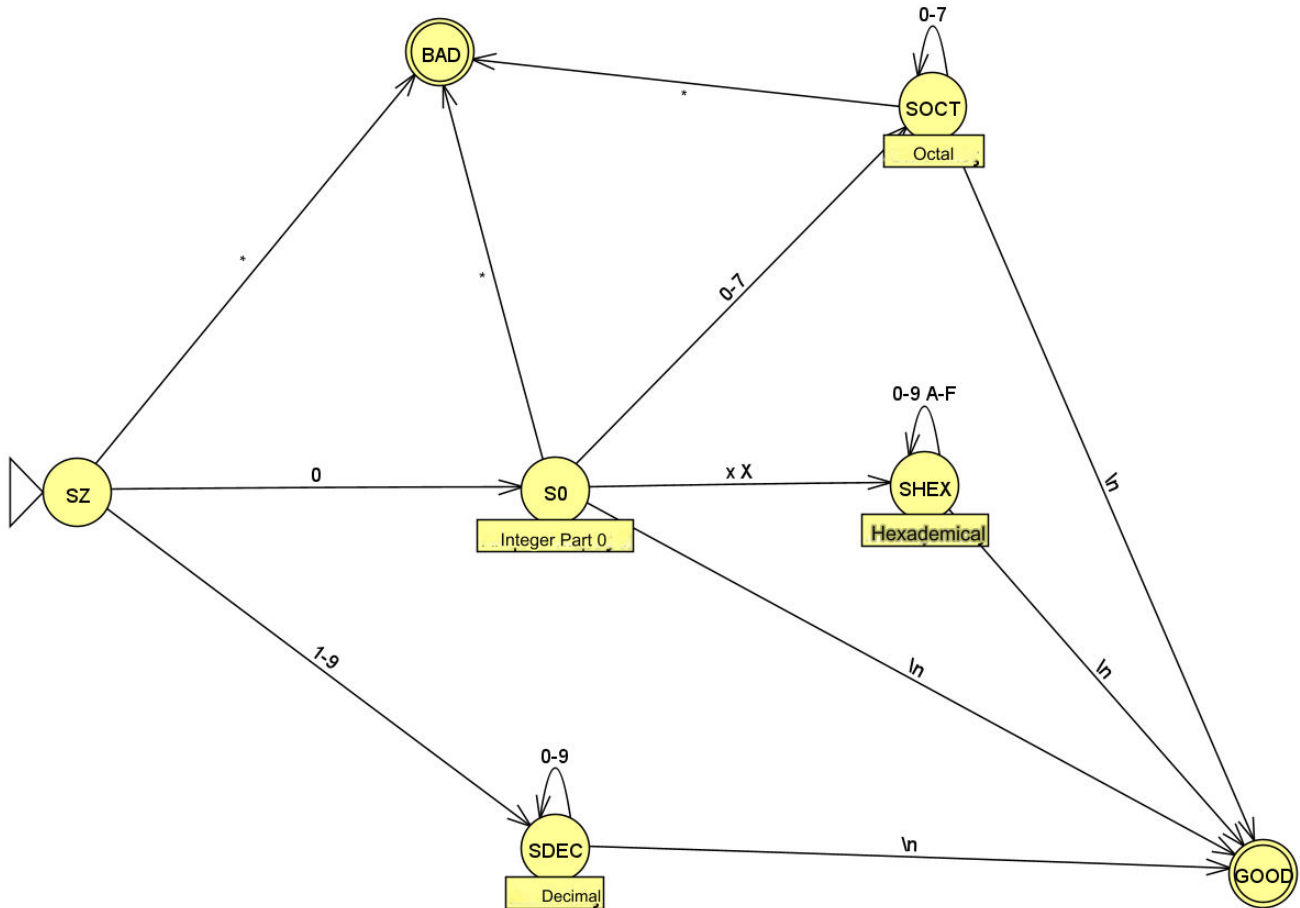 0-7
BAD
SOCT
Octal
*
*
*
0-7
0-9 A-F
SZ
0
S0
Integer Part 0
x X
SHEX
Hexademical
\n
\n
\n
1-9
0-9
SDEC
Decimal
\n
GOOD